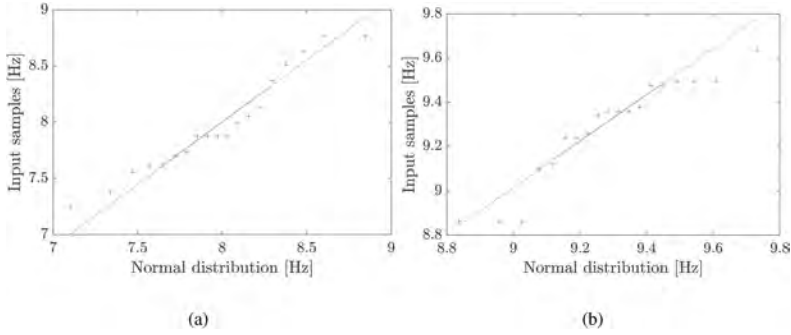 9
8.5
8
7.5
7
Input samples [Hz]
7 7.5 8 8.5 9
Normal distribution [Hz]
(a)
9.8
9.6
9.4
9.2
9
8.8
Input samples [Hz]
8.8 9 9.2 9.4 9.6 9.8
Normal distribution [Hz]
(b)